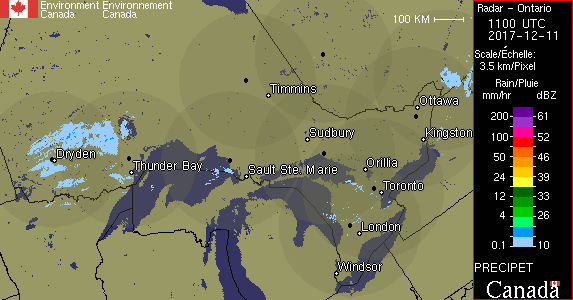 Environment Environnement
Canada Canada
100 KM
Timmins
Ottawa
Sudbury
Kingston
Dryden
Thunder Bay
Sault Ste. Marie
Orillia
Toronto
London
Windsor
Radar - Ontario
1100 UTC
2017-12-11
Scale/Échelle:
3.5 km/Pixel
Rain/Pluie
mm/hr dBZ
200 61
100 52
50 46
24 39
12 33
4 26
0.1 10
PRECIPET
Canada